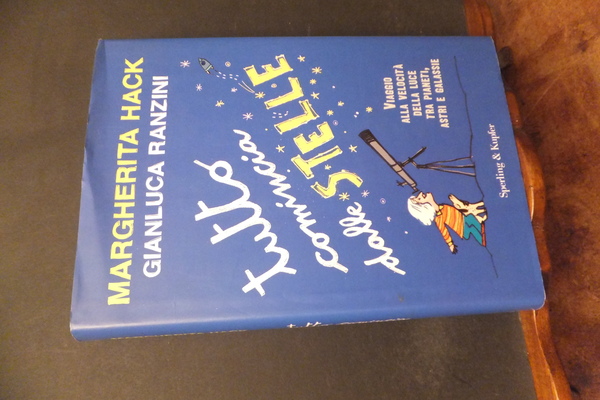 MARGHERITA HACK
GIANLUCA RANZINI
tutto
comincia
dalle
STELLE
VIAGGIO
ALLA VELOCITÀ
DELLA LUCE
TRA PIANETI,
ASTRI E GALASSIE
Sperling & Kupfer